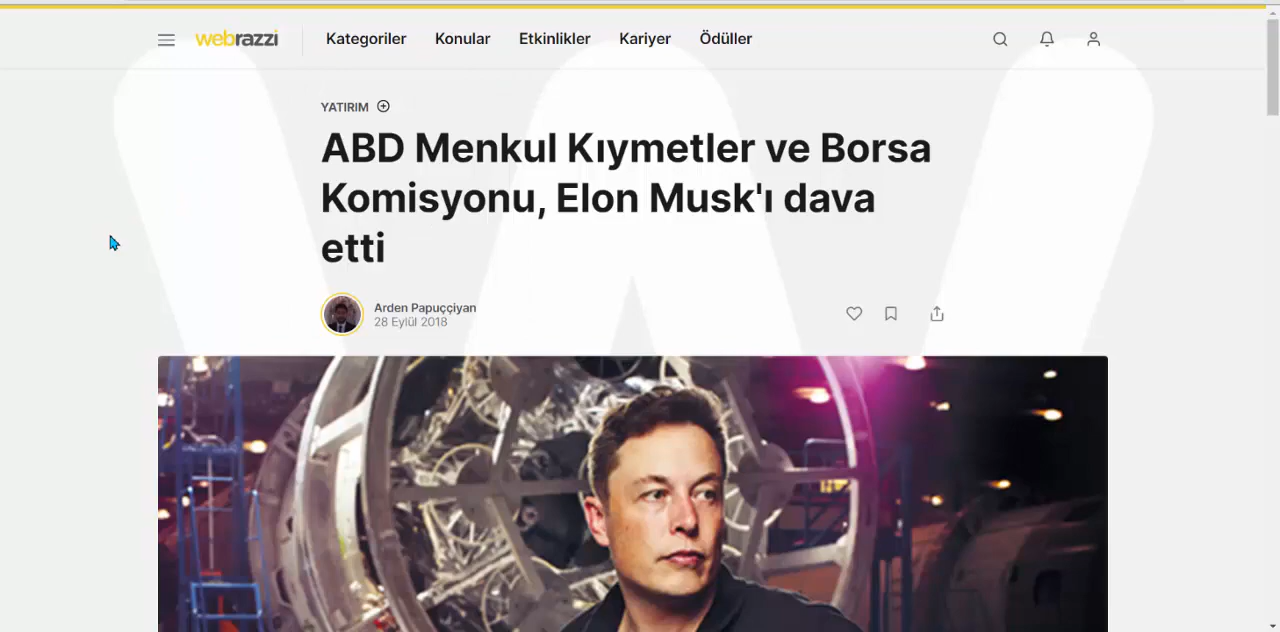 webrazzi Kategoriler Konular Etkinlikler Kariyer Ödüller
YATIRIM
ABD Menkul Kıymetler ve Borsa
Komisyonu, Elon Musk'ı dava
etti
Arden Papuççiyan
28 Eylül 2018